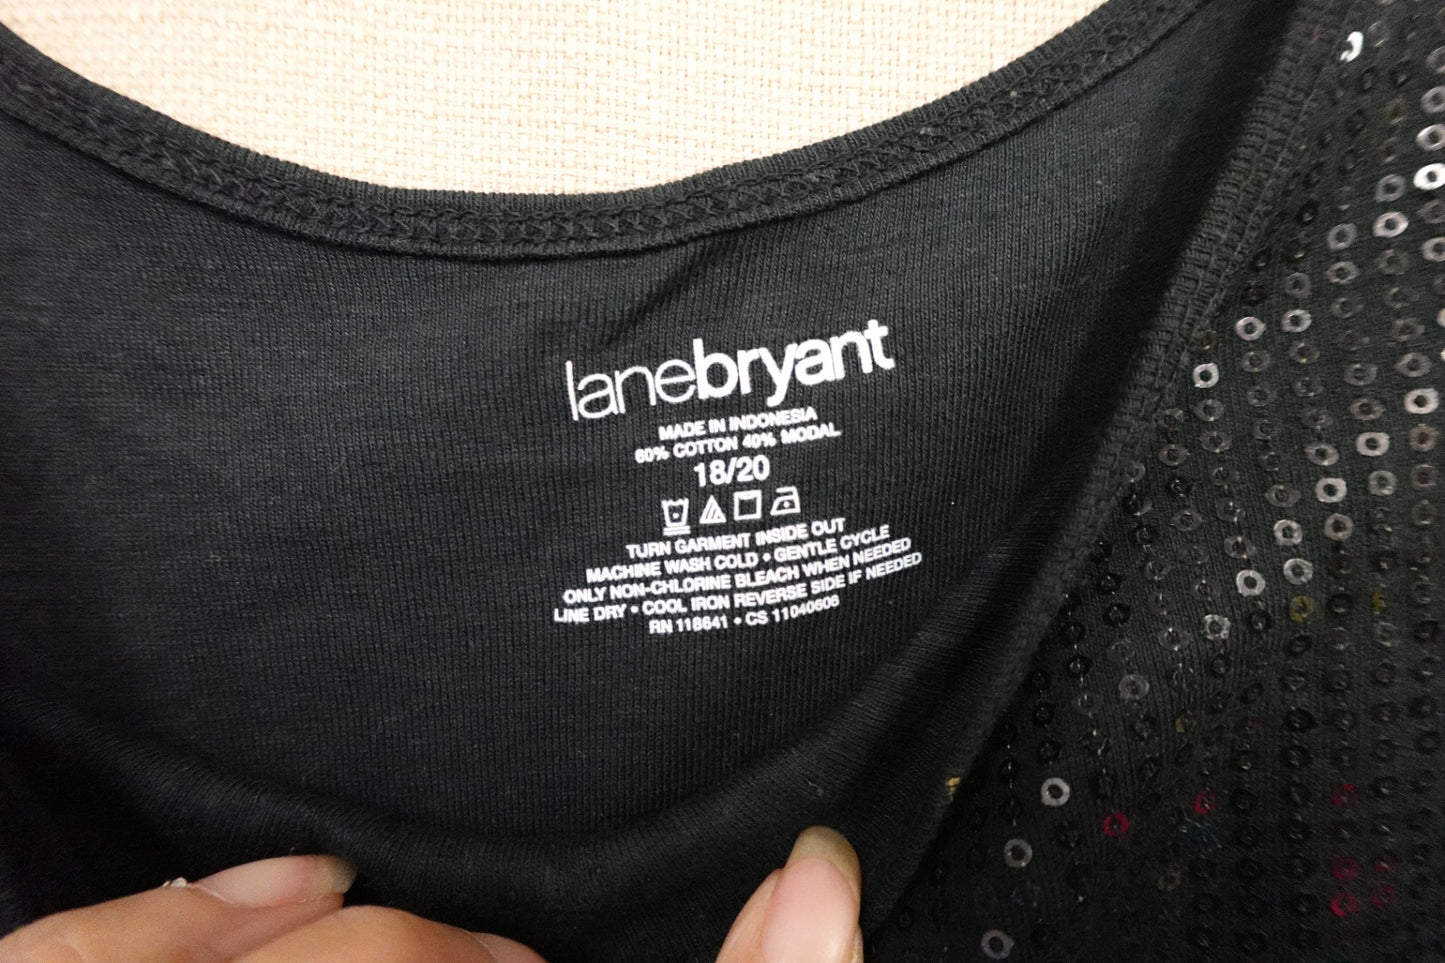 lanebryant
MADE IN INDONESIA
60% COTTON 40% MODAL
18/20
TURN GARMENT INSIDE OUT
MACHINE WASH COLD • GENTLE CYCLE
ONLY NON-CHLORINE BLEACH WHEN NEEDED
LINE DRY • COOL IRON REVERSE SIDE IF NEEDED
RN 118641 • CS 11040606